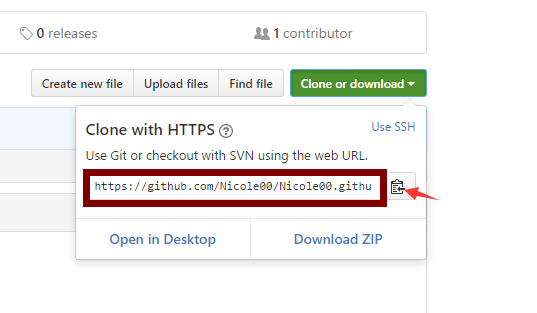 0 releases
1 contributor
Create new file
Upload files
Find file
Clone or download
Clone with HTTPS
Use SSH
Use Git or checkout with SVN using the web URL.
https://github.com/Nicole00/Nicole00.githu
Open in Desktop
Download ZIP